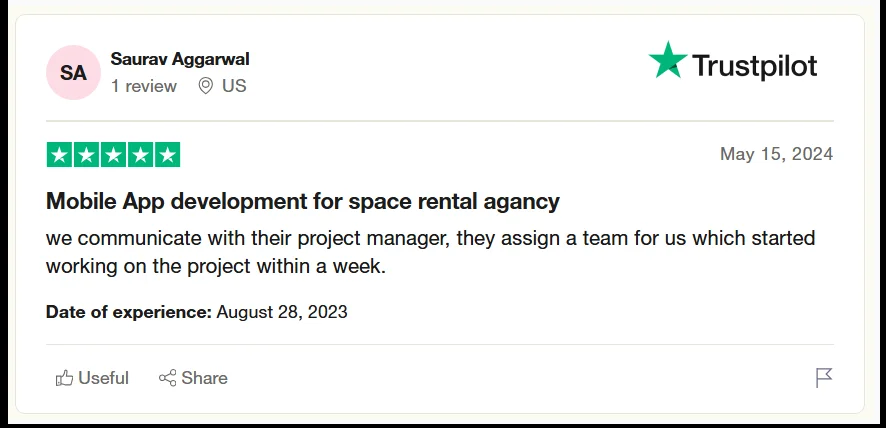 SA
Saurav Aggarwal
1 review US
Trustpilot
May 15, 2024
Mobile App development for space rental agancy
we communicate with their project manager, they assign a team for us which started
working on the project within a week.
Date of experience: August 28, 2023
Useful Share